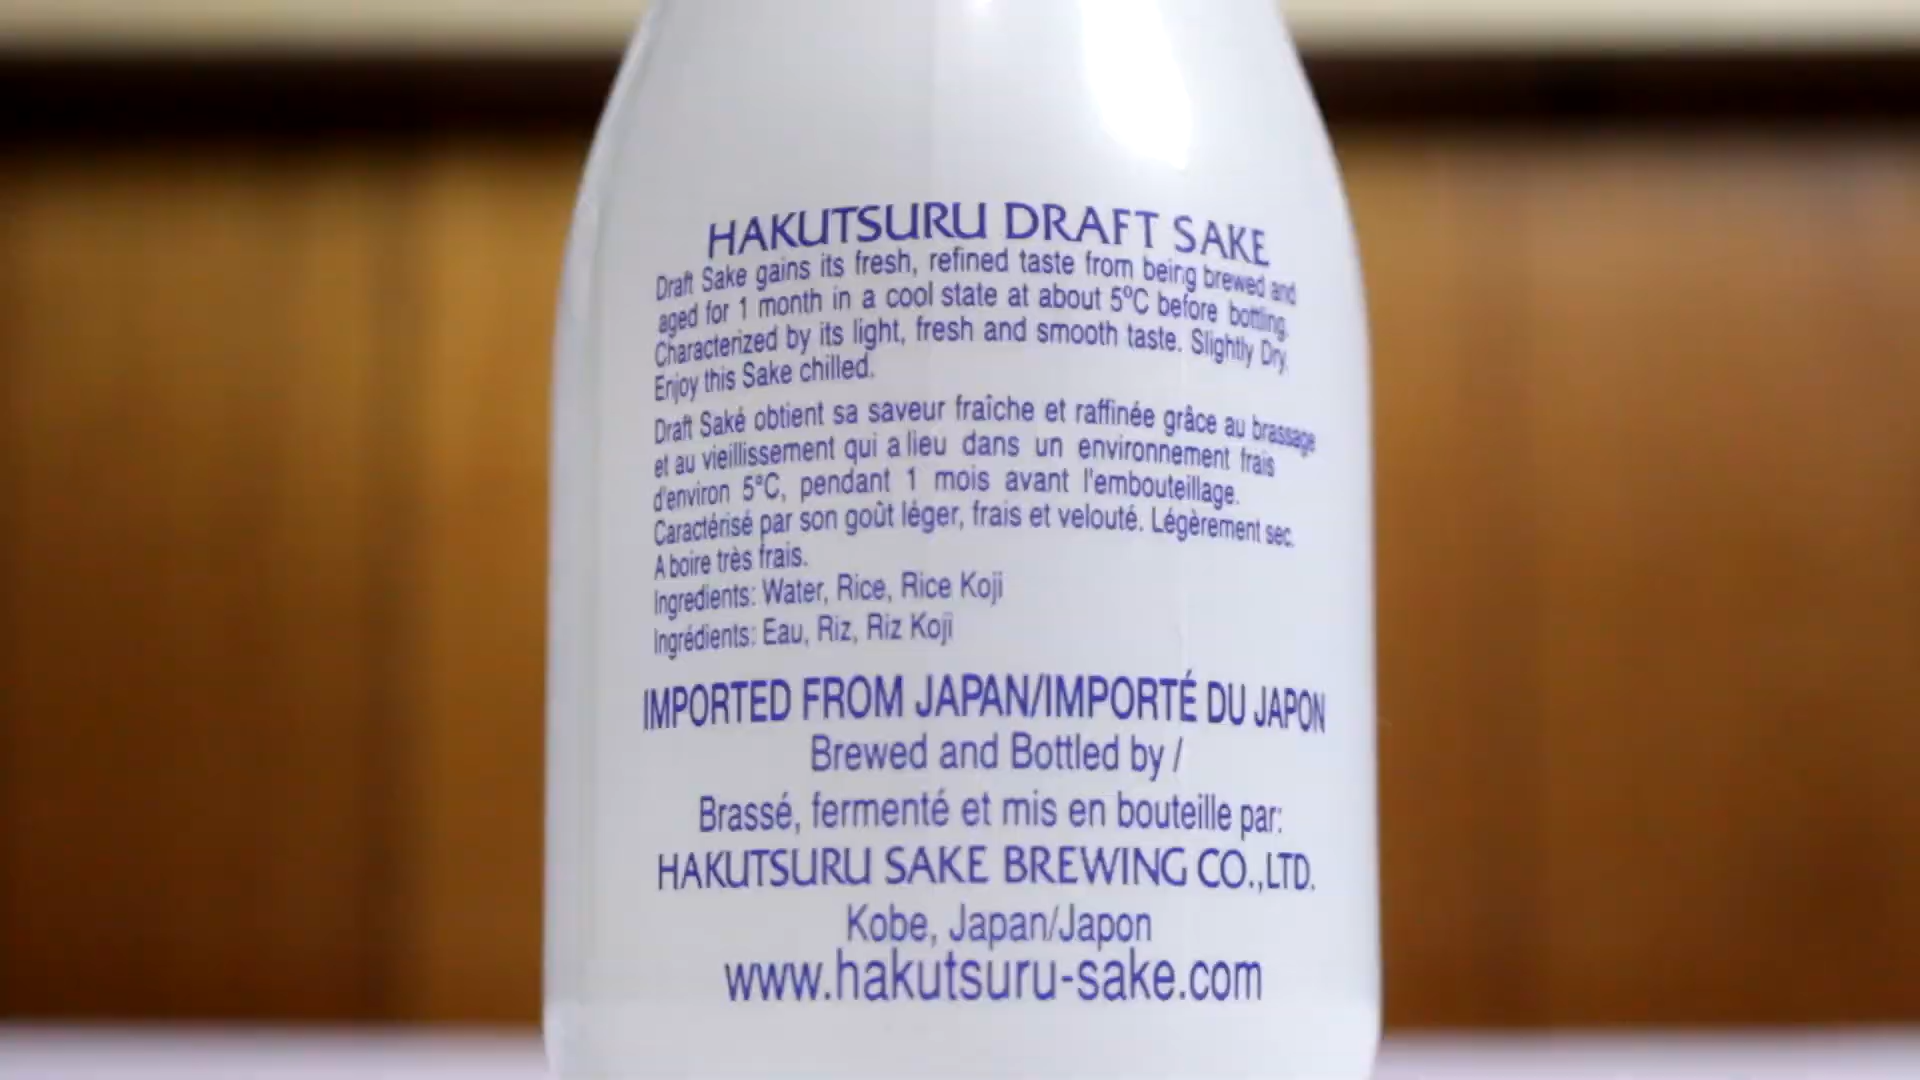 HAKUTSURU DRAFT SAKE
Draft Sake gains its fresh, refined taste from being brewed and
aged for 1 month in a cool state at about 5ºC before bottling.
Characterized by its light, fresh and smooth taste. Slightly Dry.
Enjoy this Sake chilled.
Draft Saké obtient sa saveur fraîche et raffinée grâce au brassage
et au vieillissement qui a lieu dans un environnement frais
d'environ 5°C, pendant 1 mois avant l'embouteillage.
Caractérisé par son goût léger, frais et velouté. Légèrement sec.
A boire très frais.
Ingredients: Water, Rice, Rice Koji
Ingrédients: Eau, Riz, Riz Koji
IMPORTED FROM JAPAN/IMPORTÉ DU JAPON
Brewed and Bottled by /
Brassé, fermenté et mis en bouteille par:
HAKUTSURU SAKE BREWING CO.,LTD.
Kobe, Japan/Japon
www.hakutsuru-sake.com